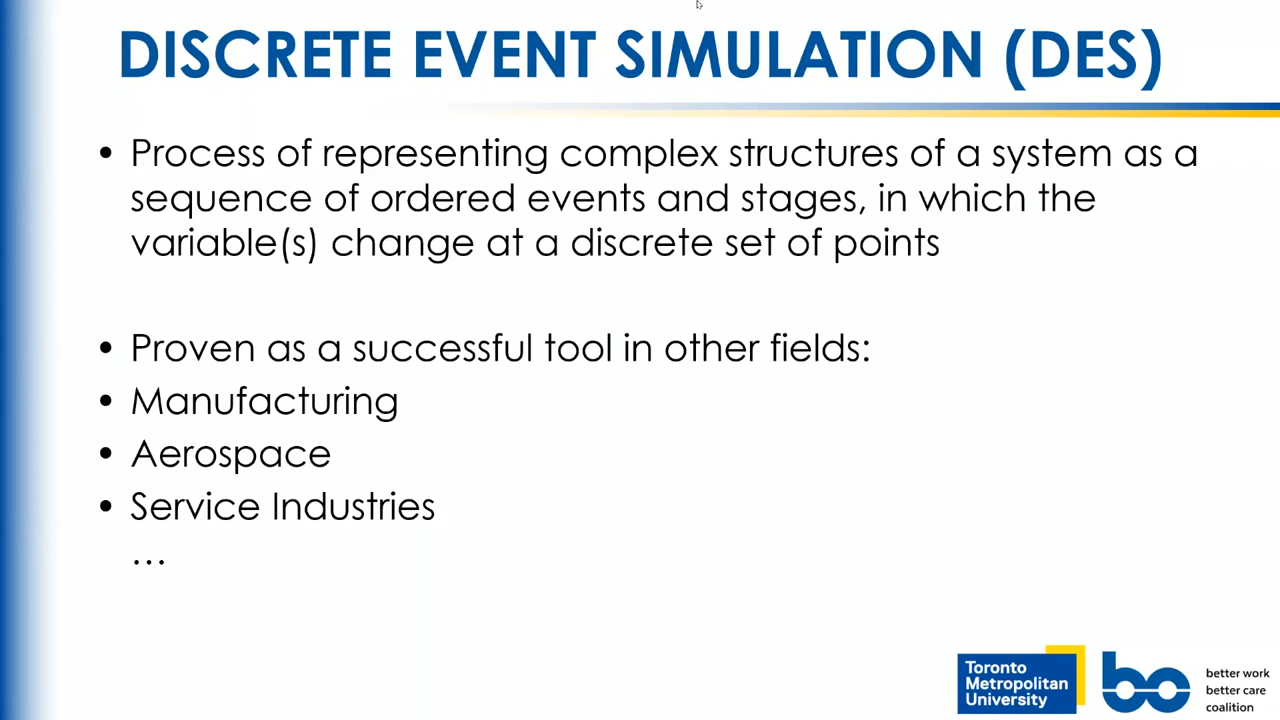 DISCRETE EVENT SIMULATION (DES)
• Process of representing complex structures of a system as a
sequence of ordered events and stages, in which the
variable(s) change at a discrete set of points
• Proven as a successful tool in other fields:
• Manufacturing
• Aerospace
• Service Industries
…
Toronto
Metropolitan
University
better work
better care
coalition